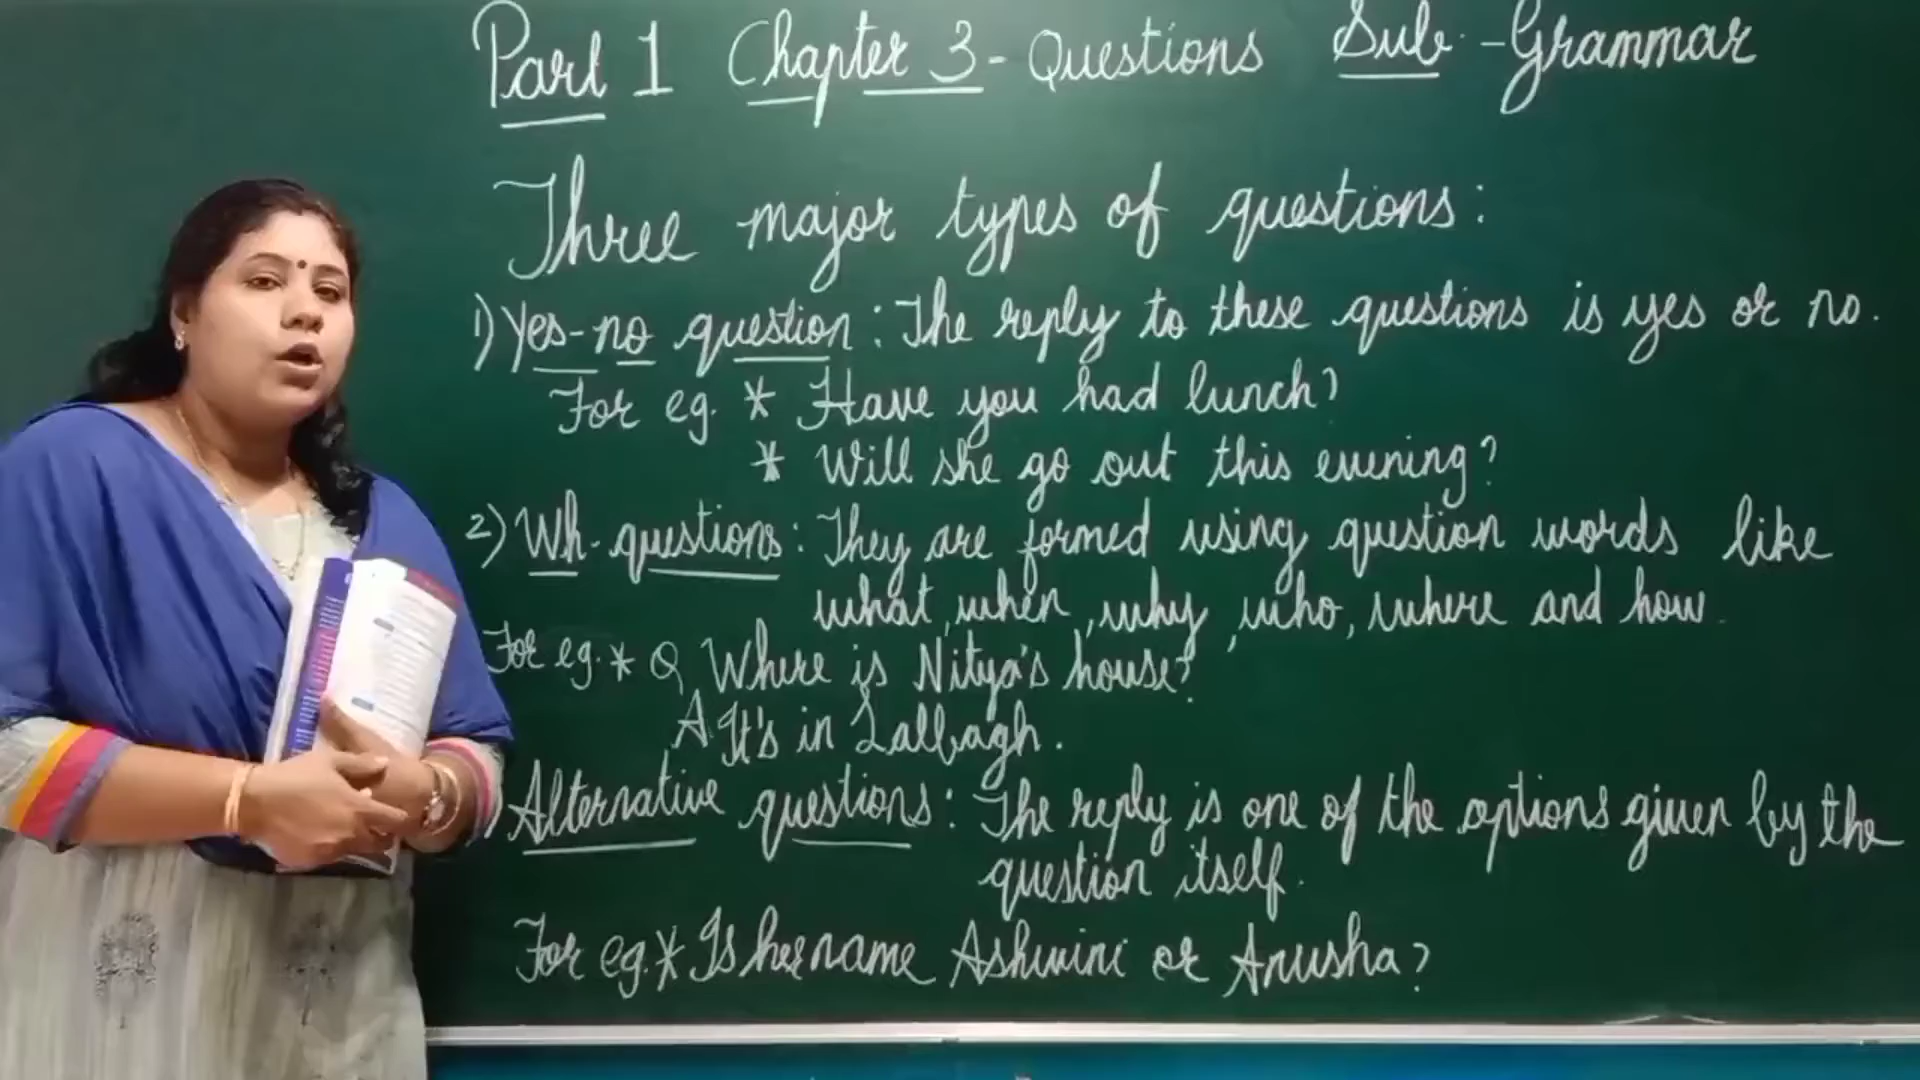 Part 1 Chapter 3 - Questions Sub - Grammar
Three major types of questions:
1) Yes-no question: The reply to these questions is yes or no.
For eg. * Have you had lunch?
* Will she go out this evening?
2) Wh- questions: They are formed using question words like
what, when, why, who, where and how.
For eg. * Q. Where is Nitya's house?
A. It's in Lalbagh.
) Alternative questions: The reply is one of the options given by the
question itself.
For eg. * Is her name Ashwini or Anusha?